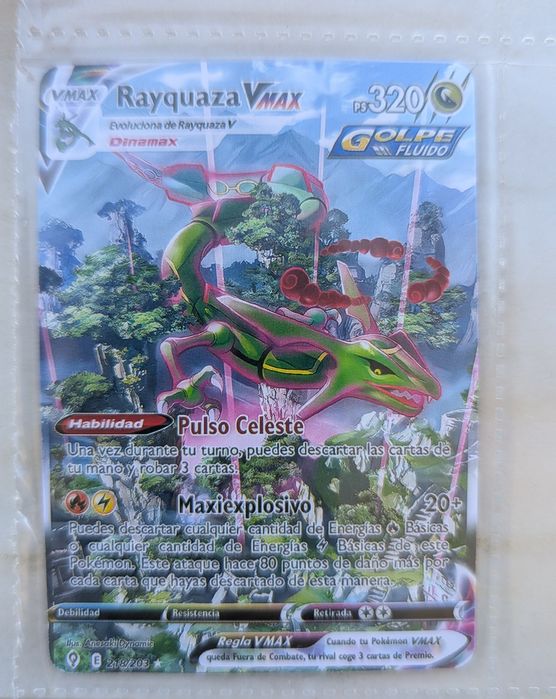 VMAX Rayquaza VMAX PS 320
Evoluciona de Rayquaza V
Dinamax
GOLPE
FLUIDO
Habilidad Pulso Celeste
Una vez durante tu turno, puedes descartar las cartas de
tu mano y robar 3 cartas.
Maxiexplosivo 20+
Puedes descartar cualquier cantidad de Energías Básicas
o cualquier cantidad de Energías Básicas de este
Pokémon. Este ataque hace 80 puntos de daño más por
cada carta que hayas descartado de esta manera.
Debilidad Resistencia Retirada
Ilus. Anesaki Dynamic
Regla VMAX Cuando tu Pokémon VMAX
queda Fuera de Combate, tu rival coge 3 cartas de Premio.
E 218/203